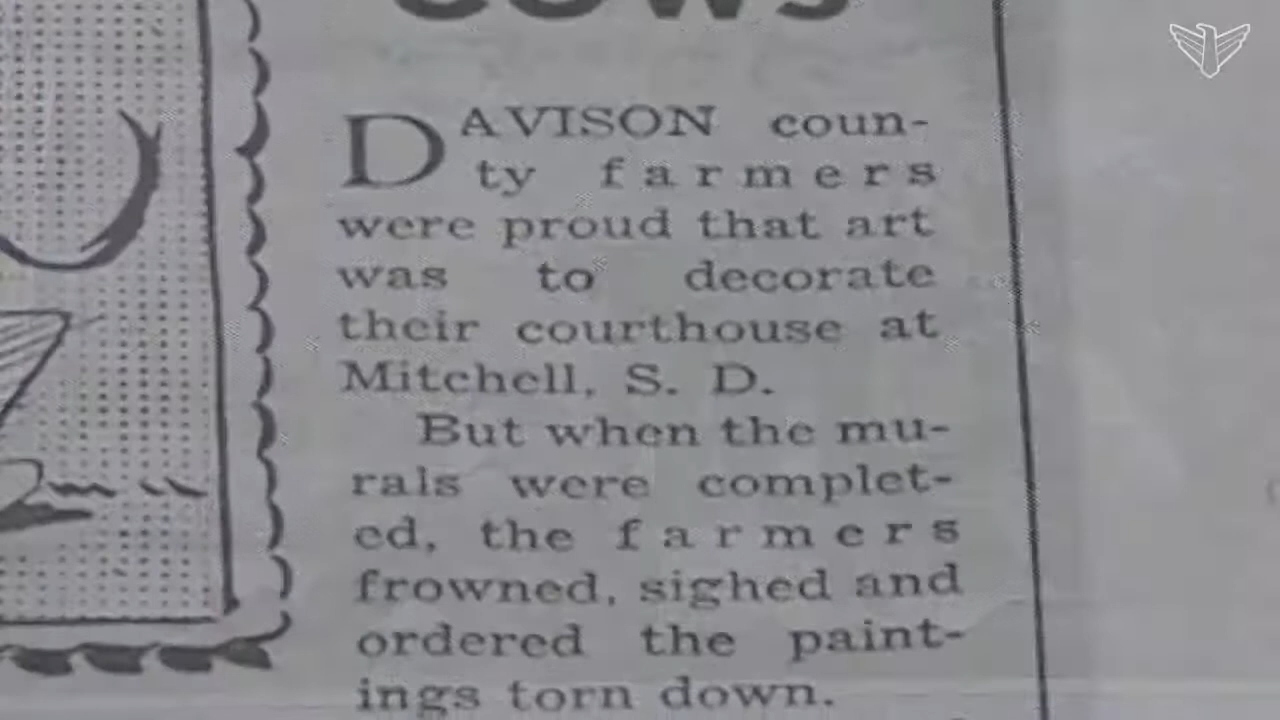 COWS
DAVISON coun-
ty farmers
were proud that art
was to decorate
their courthouse at
Mitchell, S. D.
But when the mu-
rals were complet-
ed, the farmers
frowned, sighed and
ordered the paint-
ings torn down.